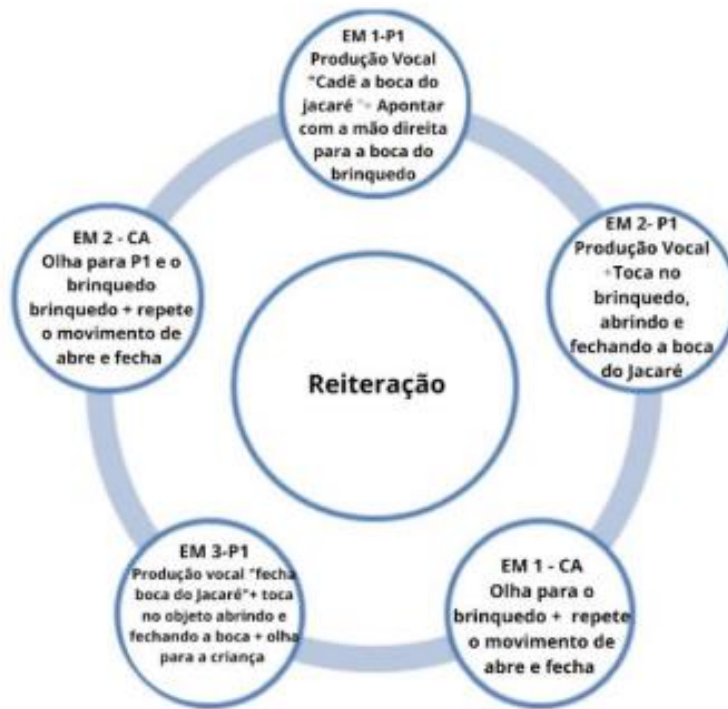 EM 1-P1
Produção Vocal
"Cadê a boca do
jacaré "+ Apontar
com a mão direita
para a boca do
brinquedo
EM 2- P1
Produção Vocal
+Toca no
brinquedo,
abrindo e
fechando a boca
do Jacaré
EM 1 - CA
Olha para o
brinquedo + repete
o movimento de
abre e fecha
EM 3-P1
Produção vocal "fecha
boca do Jacaré"+ toca
no objeto abrindo e
fechando a boca + olha
para a criança
EM 2 - CA
Olha para P1 e o
brinquedo
brinquedo + repete
o movimento de
abre e fecha
Reiteração